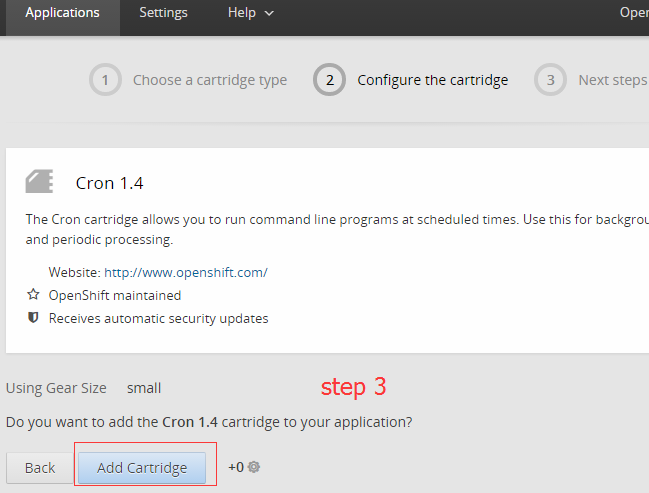 Applications Settings Help Open
1 Choose a cartridge type 2 Configure the cartridge 3 Next steps
Cron 1.4
The Cron cartridge allows you to run command line programs at scheduled times. Use this for backgrou
and periodic processing.
Website: http://www.openshift.com/
OpenShift maintained
Receives automatic security updates
Using Gear Size small
step 3
Do you want to add the Cron 1.4 cartridge to your application?
Back Add Cartridge +0